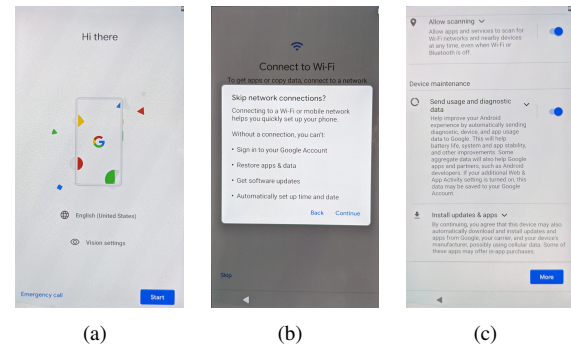 Hi there
G
English (United States)
Vision settings
Emergency call
Start
(a)
Connect to Wi-Fi
To get apps or copy data, connect to a network
Skip network connections?
Connecting to a Wi-Fi or mobile network
helps you quickly set up your phone.
Without a connection, you can't:
• Sign in to your Google Account
• Restore apps & data
• Get software updates
• Automatically set up time and date
Back
Continue
Skip
(b)
Allow scanning
Allow apps and services to scan for
Wi-Fi networks and nearby devices
at any time, even when Wi-Fi or
Bluetooth is off.
Device maintenance
Send usage and diagnostic
data
Help improve your Android
experience by automatically sending
diagnostic, device, and app usage
data to Google. This will help
battery life, system and app stability,
and other improvements. Some
aggregate data will also help Google
apps and partners, such as Android
developers. If your additional Web &
App Activity setting is turned on, this
data may be saved to your Google
Account.
Install updates & apps
By continuing, you agree that this device may also
automatically download and install updates and
apps from Google, your carrier, and your device's
manufacturer, possibly using cellular data. Some of
these apps may offer in-app purchases.
More
(c)